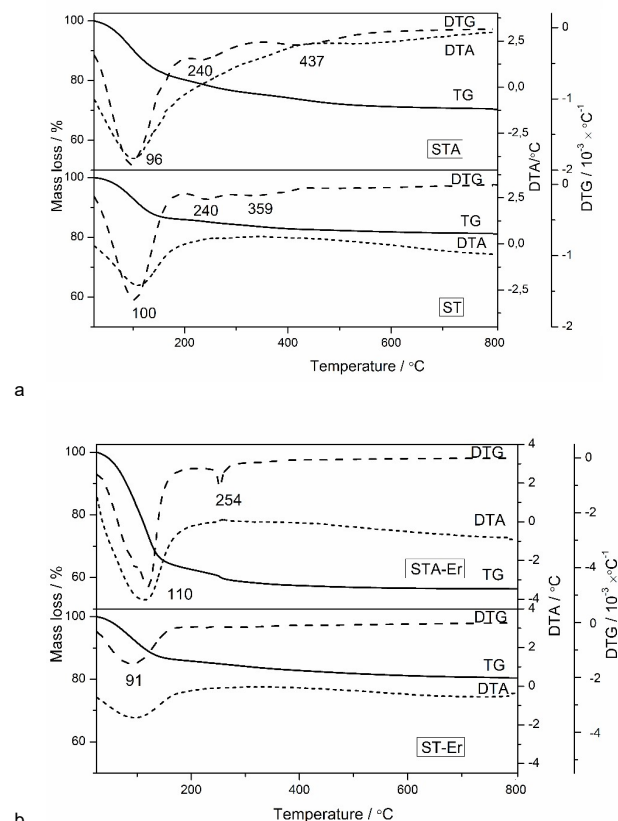 100
80
60
Mass loss / %
96
240
437
DTG
DTA
TG
STA
2,5
0,0
-2,5
DTA/°C
0
-1
-2
DTG / 10⁻³ × °C⁻¹
100
80
60
Mass loss / %
100
240
359
DTG
TG
DTA
ST
2,5
0,0
-2,5
0
-1
-2
200 400 600 800
Temperature / °C
a
100
80
60
Mass loss / %
110
254
DTG
DTA
STA-Er
TG
4
2
0
-2
-4
DTA / °C
0
-2
-4
DTG / 10⁻³ × °C⁻¹
100
80
60
Mass loss / %
91
DTG
TG
DTA
ST-Er
4
2
0
-2
-4
0
-2
-4
200 400 600 800
Temperature / °C
b